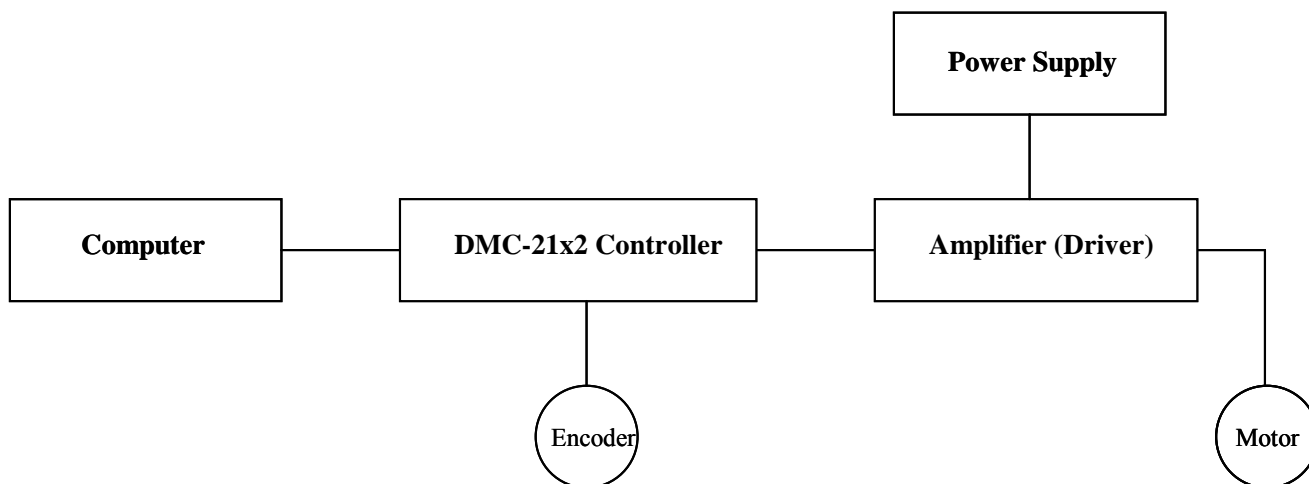 Power Supply
Computer
DMC-21x2 Controller
Amplifier (Driver)
Encoder
Motor